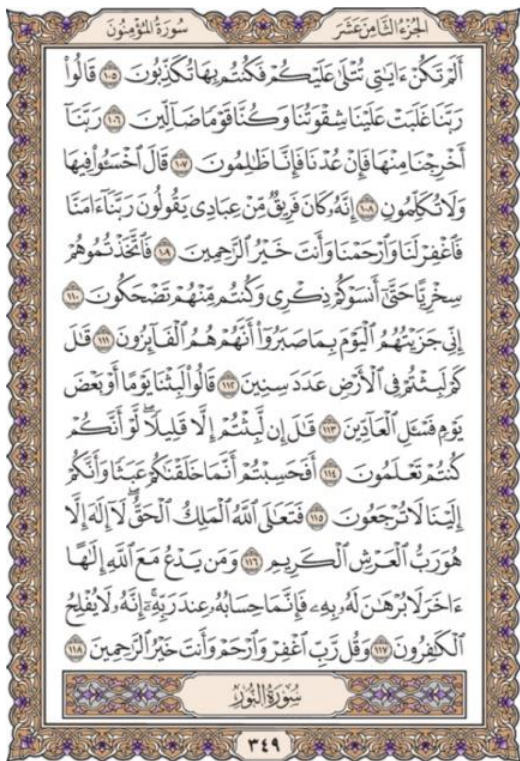 الجزء الثامن عشر
سورة المؤمنون
أَلَمْ تَكُنْ ءَايَٰتِي تُتْلَىٰ عَلَيْكُمْ فَكُنتُم بِهَا تُكَذِّبُونَ ١٠٥ قَالُواْ
رَبَّنَا غَلَبَتْ عَلَيْنَا شِقْوَتُنَا وَكُنَّا قَوْمًا ضَآلِّينَ ١٠٦ رَبَّنَآ
أَخْرِجْنَا مِنْهَا فَإِنْ عُدْنَا فَإِنَّا ظَٰلِمُونَ ١٠٧ قَالَ ٱخْسَـُٔواْ فِيهَا
وَلَا تُكَلِّمُونِ ١٠٨ إِنَّهُۥ كَانَ فَرِيقٌ مِّنْ عِبَادِي يَقُولُونَ رَبَّنَآ ءَامَنَّا
فَٱغْفِرْ لَنَا وَٱرْحَمْنَا وَأَنتَ خَيْرُ ٱلرَّٰحِمِينَ ١٠٩ فَٱتَّخَذْتُمُوهُمْ
سِخْرِيًّا حَتَّىٰٓ أَنسَوْكُمْ ذِكْرِي وَكُنتُم مِّنْهُمْ تَضْحَكُونَ ١١٠
إِنِّي جَزَيْتُهُمُ ٱلْيَوْمَ بِمَا صَبَرُوٓاْ أَنَّهُمْ هُمُ ٱلْفَآئِزُونَ ١١١ قَٰلَ
كَمْ لَبِثْتُمْ فِي ٱلْأَرْضِ عَدَدَ سِنِينَ ١١٢ قَالُواْ لَبِثْنَا يَوْمًا أَوْ بَعْضَ
يَوْمٍ فَسْـَٔلِ ٱلْعَآدِّينَ ١١٣ قَٰلَ إِن لَّبِثْتُمْ إِلَّا قَلِيلًاۖ لَّوْ أَنَّكُمْ
كُنتُمْ تَعْلَمُونَ ١١٤ أَفَحَسِبْتُمْ أَنَّمَا خَلَقْنَٰكُمْ عَبَثًا وَأَنَّكُمْ
إِلَيْنَا لَا تُرْجَعُونَ ١١٥ فَتَعَٰلَى ٱللَّهُ ٱلْمَلِكُ ٱلْحَقُّۖ لَآ إِلَٰهَ إِلَّا
هُوَ رَبُّ ٱلْعَرْشِ ٱلْكَرِيمِ ١١٦ وَمَن يَدْعُ مَعَ ٱللَّهِ إِلَٰهًا
ءَاخَرَ لَا بُرْهَٰنَ لَهُۥ بِهِۦ فَإِنَّمَا حِسَابُهُۥ عِندَ رَبِّهِۦٓۚ إِنَّهُۥ لَا يُفْلِحُ
ٱلْكَٰفِرُونَ ١١٧ وَقُل رَّبِّ ٱغْفِرْ وَٱرْحَمْ وَأَنتَ خَيْرُ ٱلرَّٰحِمِينَ ١١٨
سورة النور
٣٤٩